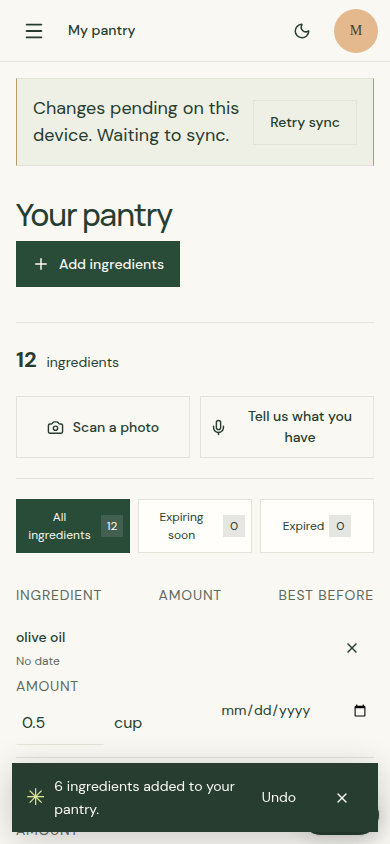 My pantry
M
Changes pending on this
device. Waiting to sync.
Retry sync
Your pantry
Add ingredients
12 ingredients
Scan a photo
Tell us what you
have
All
ingredients
12
Expiring
soon
0
Expired
0
INGREDIENT AMOUNT BEST BEFORE
olive oil
No date
AMOUNT
0.5 cup
mm/dd/yyyy
6 ingredients added to your
pantry.
Undo
AMOUNT